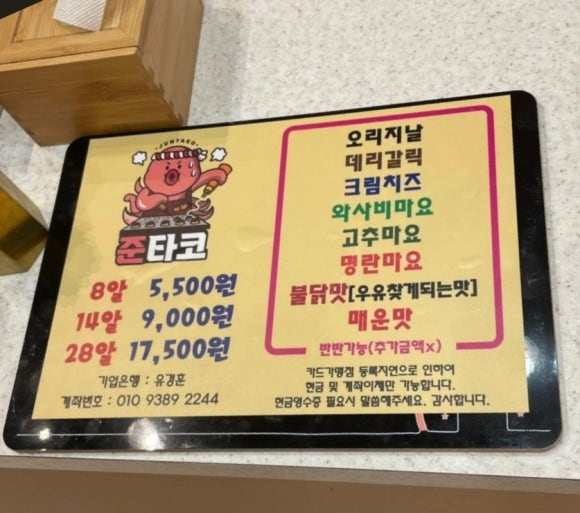 JUNTAKO
준타코
8알 5,500원
14알 9,000원
28알 17,500원
기업은행 : 유경훈
계좌번호 : 010 9389 2244
오리지날
데리갈릭
크림치즈
와사비마요
고추마요
명란마요
불닭맛[우유찾게되는맛]
매운맛
반반가능(추가금액x)
카드가맹점 등록지연으로 인하여
현금 및 계좌이체만 가능합니다.
현금영수증 필요시 말씀해주세요. 감사합니다.